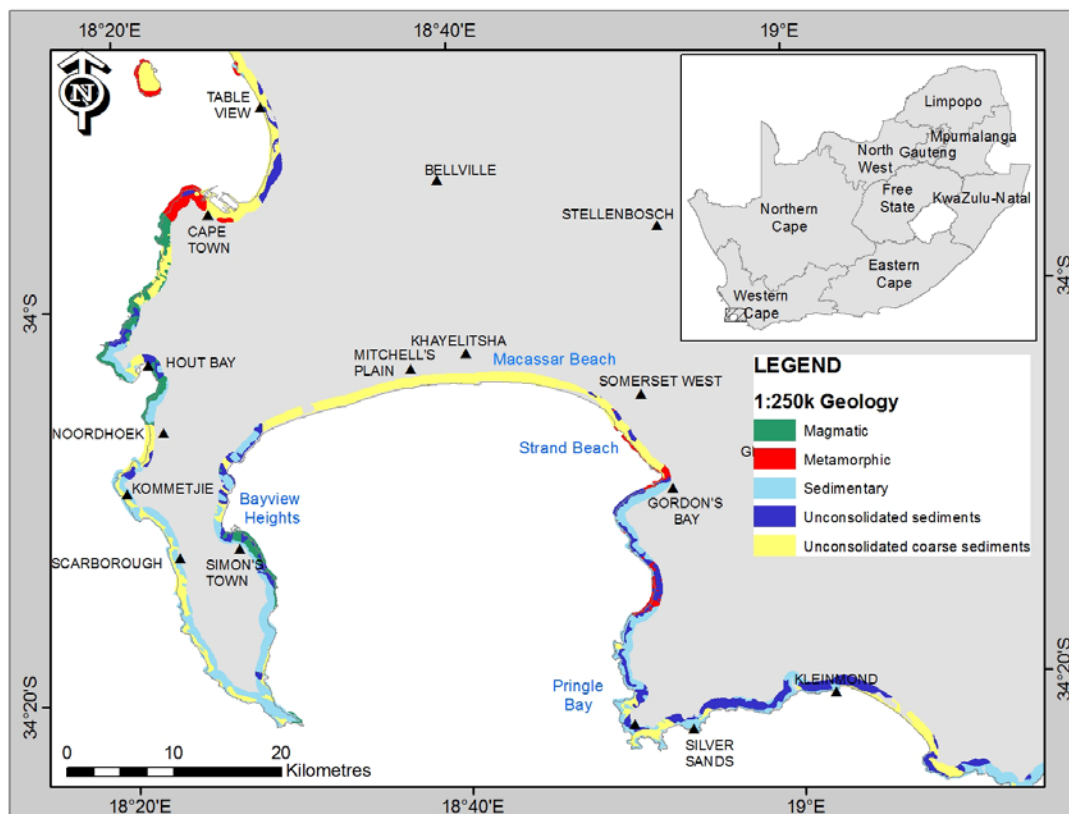 18°20'E
18°40'E
19°E
N
TABLE
VIEW
BELLVILLE
STELLENBOSCH
CAPE
TOWN
34°S
34°S
HOUT BAY
KHAYELITSHA
MITCHELL'S
PLAIN
Macassar Beach
SOMERSET WEST
NOORDHOEK
Strand Beach
KOMMETJIE
Bayview
Heights
GORDON'S
BAY
SCARBOROUGH
SIMON'S
TOWN
Pringle
Bay
KLEINMOND
SILVER
SANDS
34°20'S
34°20'S
0 10 20
Kilometres
18°20'E
18°40'E
19°E
Limpopo
Mpumalanga
North
West
Gauteng
Free
State
KwaZulu-Natal
Northern
Cape
Eastern
Cape
Western
Cape
LEGEND
1:250k Geology
Magmatic
Metamorphic
Sedimentary
Unconsolidated sediments
Unconsolidated coarse sediments